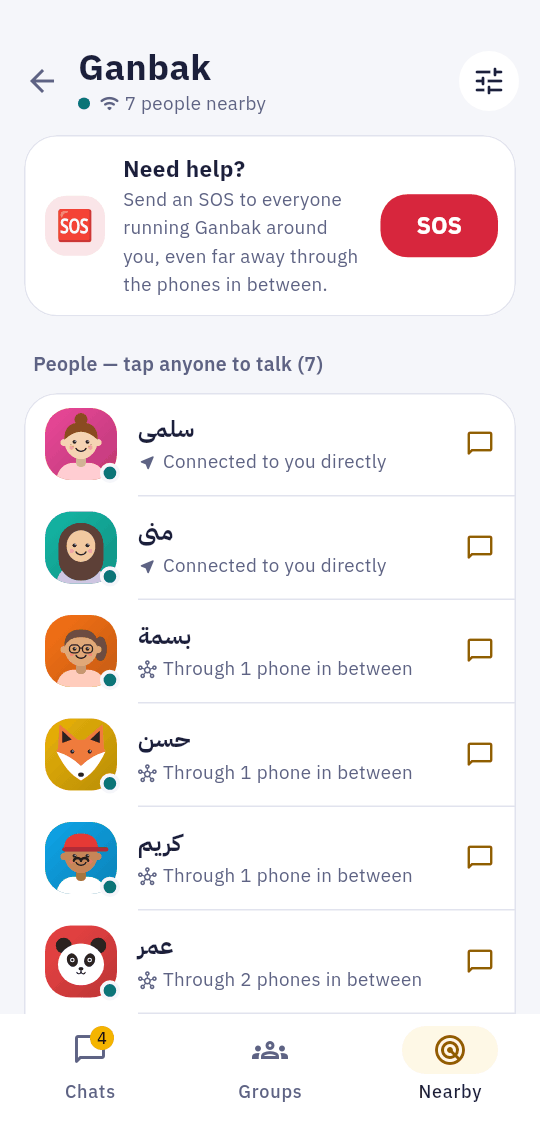 Ganbak
7 people nearby
Need help?
Send an SOS to everyone
running Ganbak around
you, even far away through
the phones in between.
🆘
SOS
People — tap anyone to talk (7)
سلمى
Connected to you directly
منى
Connected to you directly
بسمة
Through 1 phone in between
حسن
Through 1 phone in between
كريم
Through 1 phone in between
عمر
Through 2 phones in between
4
Chats
Groups
Nearby